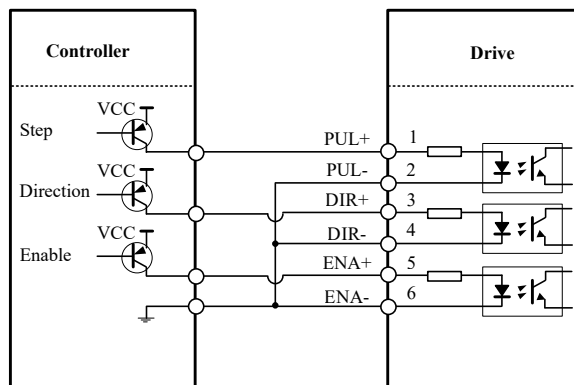 Controller
Drive
VCC
Step
PUL+
1
VCC
PUL-
2
Direction
DIR+
3
VCC
DIR-
4
Enable
ENA+
5
ENA-
6